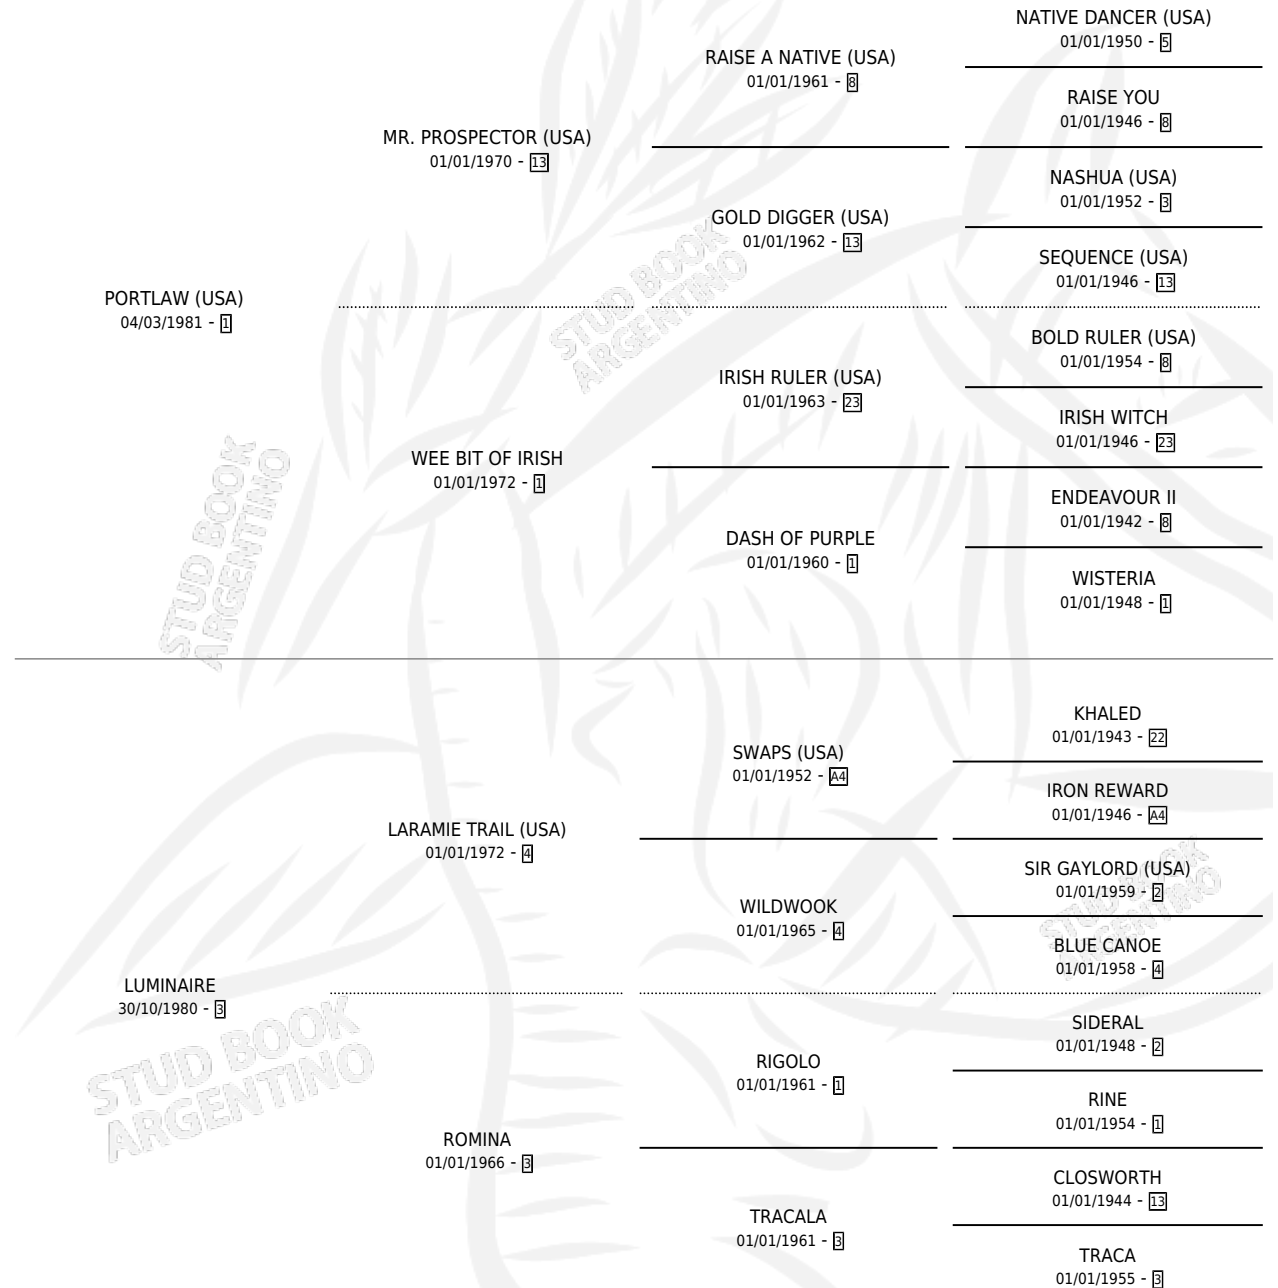 NATIVE DANCER (USA)
01/01/1950 - 5
RAISE A NATIVE (USA)
01/01/1961 - 8
RAISE YOU
01/01/1946 - 8
MR. PROSPECTOR (USA)
01/01/1970 - 13
NASHUA (USA)
01/01/1952 - 3
GOLD DIGGER (USA)
01/01/1962 - 13
SEQUENCE (USA)
01/01/1946 - 13
PORTLAW (USA)
04/03/1981 - 1
BOLD RULER (USA)
01/01/1954 - 8
IRISH RULER (USA)
01/01/1963 - 23
IRISH WITCH
01/01/1946 - 23
WEE BIT OF IRISH
01/01/1972 - 1
ENDEAVOUR II
01/01/1942 - 8
DASH OF PURPLE
01/01/1960 - 1
WISTERIA
01/01/1948 - 1
KHALED
01/01/1943 - 22
SWAPS (USA)
01/01/1952 - A4
IRON REWARD
01/01/1946 - A4
LARAMIE TRAIL (USA)
01/01/1972 - 4
SIR GAYLORD (USA)
01/01/1959 - 2
WILDWOOK
01/01/1965 - 4
BLUE CANOE
01/01/1958 - 4
LUMINAIRE
30/10/1980 - 3
SIDERAL
01/01/1948 - 2
RIGOLO
01/01/1961 - 1
RINE
01/01/1954 - 1
ROMINA
01/01/1966 - 3
CLOSWORTH
01/01/1944 - 13
TRACALA
01/01/1961 - 3
TRACA
01/01/1955 - 3
STUD BOOK
ARGENTINO
STUD BOOK
ARGENTINO
STUD BOOK
ARGENTINO
STUD BOOK
ARGENTINO